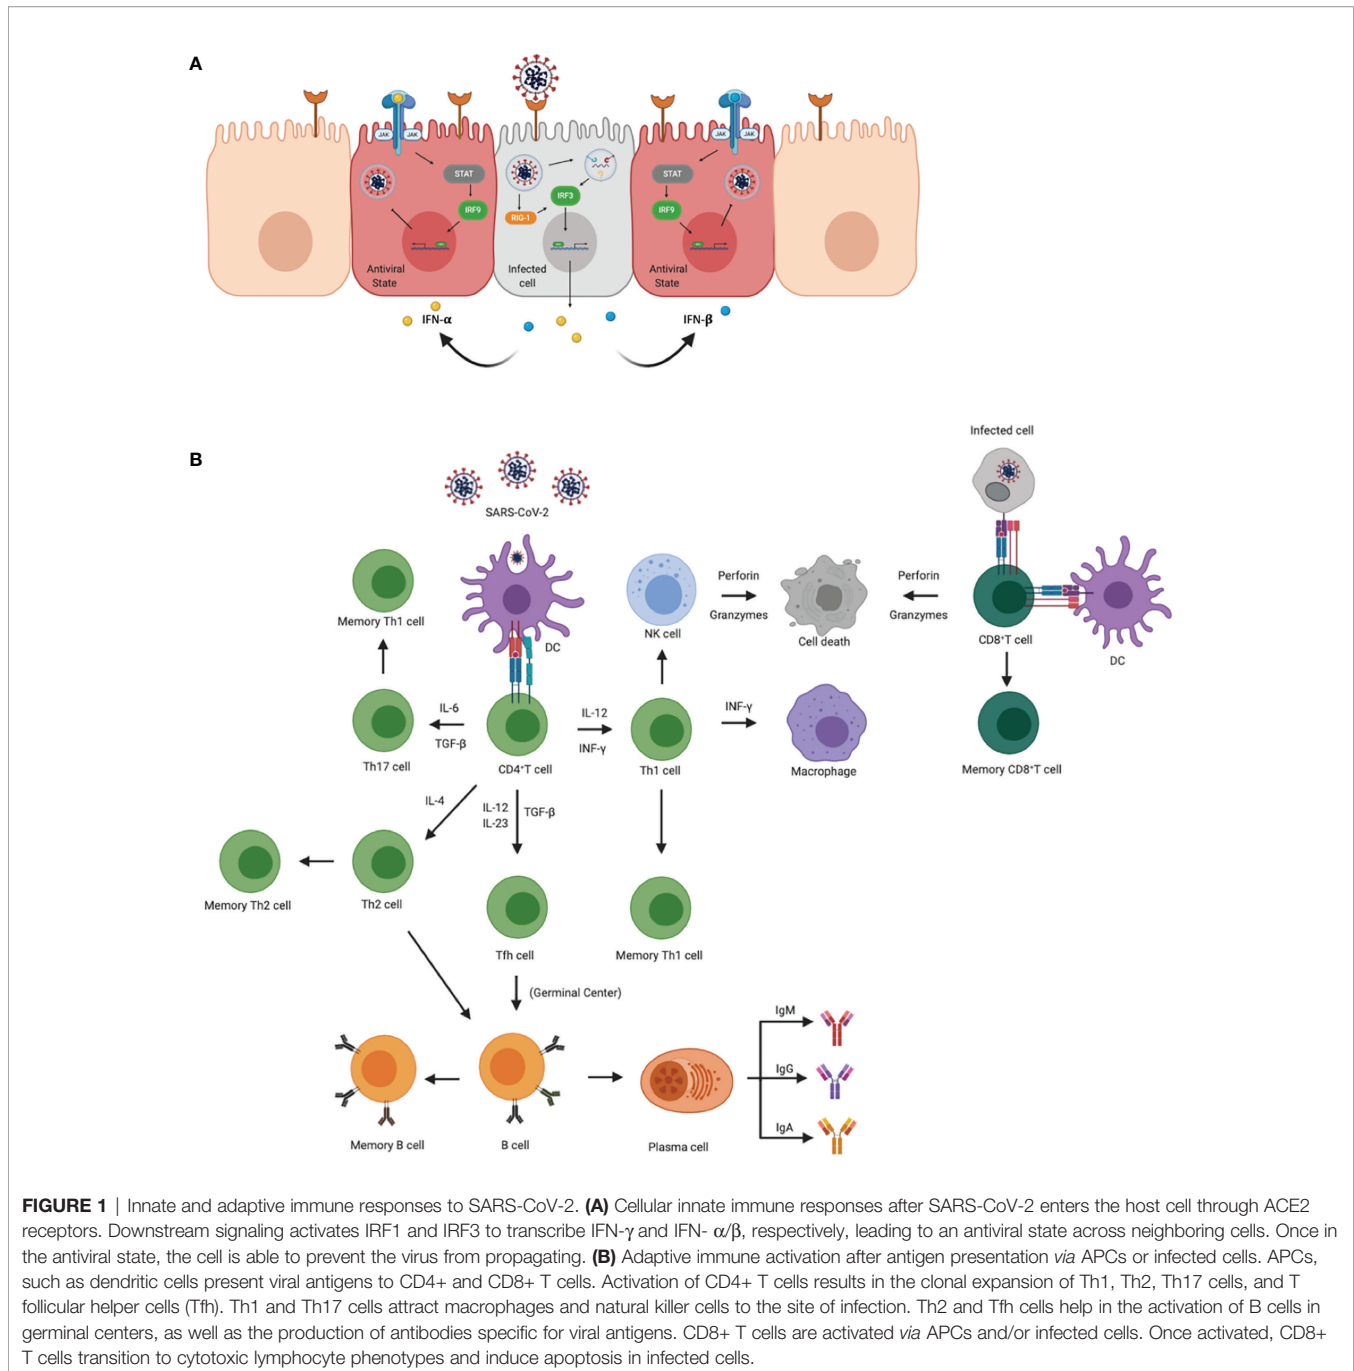 A
JAK
JAK
JAK
JAK
STAT
STAT
IRF3
IRF9
RIG-1
IRF9
Antiviral
State
Infected
cell
Antiviral
State
IFN-α
IFN-β
B
Infected cell
SARS-CoV-2
Perforin
Granzymes
Perforin
Granzymes
Memory Th1 cell
DC
NK cell
Cell death
CD8+T cell
DC
IL-6
TGF-β
IL-12
INF-γ
INF-γ
Th17 cell
CD4+T cell
Th1 cell
Macrophage
Memory CD8+T cell
IL-4
IL-12
IL-23
TGF-β
Memory Th2 cell
Th2 cell
Tfh cell
Memory Th1 cell
(Germinal Center)
IgM
IgG
IgA
Memory B cell
B cell
Plasma cell
FIGURE 1 | Innate and adaptive immune responses to SARS-CoV-2. (A) Cellular innate immune responses after SARS-CoV-2 enters the host cell through ACE2
receptors. Downstream signaling activates IRF1 and IRF3 to transcribe IFN-γ and IFN- α/β, respectively, leading to an antiviral state across neighboring cells. Once in
the antiviral state, the cell is able to prevent the virus from propagating. (B) Adaptive immune activation after antigen presentation via APCs or infected cells. APCs,
such as dendritic cells present viral antigens to CD4+ and CD8+ T cells. Activation of CD4+ T cells results in the clonal expansion of Th1, Th2, Th17 cells, and T
follicular helper cells (Tfh). Th1 and Th17 cells attract macrophages and natural killer cells to the site of infection. Th2 and Tfh cells help in the activation of B cells in
germinal centers, as well as the production of antibodies specific for viral antigens. CD8+ T cells are activated via APCs and/or infected cells. Once activated, CD8+
T cells transition to cytotoxic lymphocyte phenotypes and induce apoptosis in infected cells.